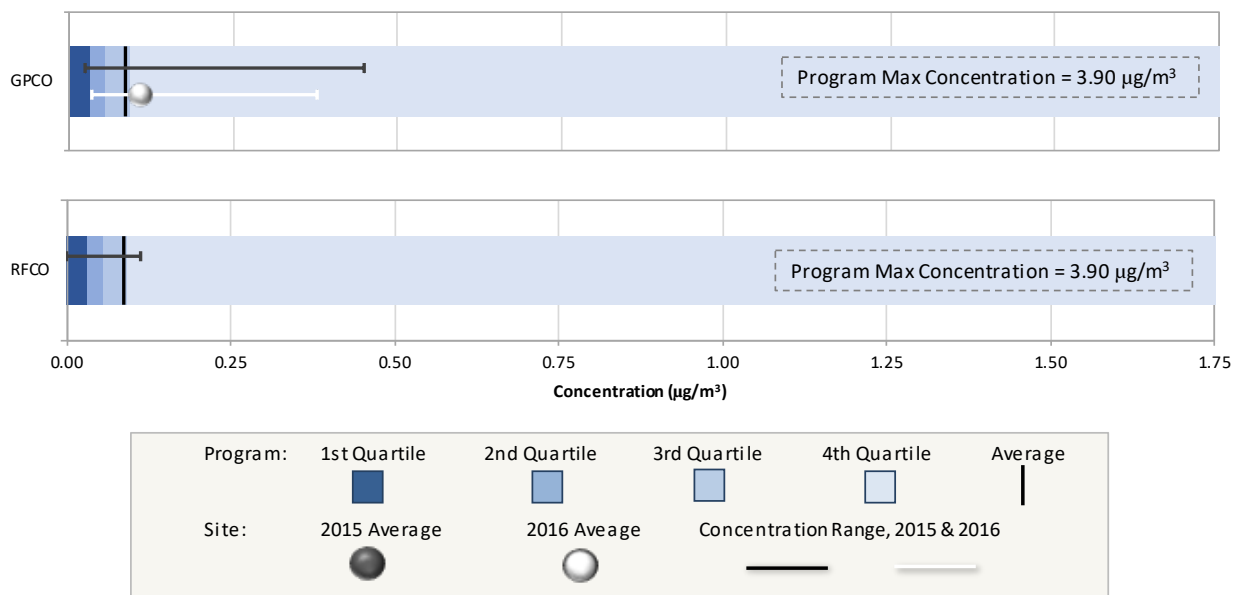 GPCO
Program Max Concentration = 3.90 μg/m³
RFCO
Program Max Concentration = 3.90 μg/m³
0.00 0.25 0.50 0.75 1.00 1.25 1.50 1.75
Concentration (μg/m³)
Program: 1st Quartile 2nd Quartile 3rd Quartile 4th Quartile Average
Site: 2015 Average 2016 Aveage Concentration Range, 2015 & 2016